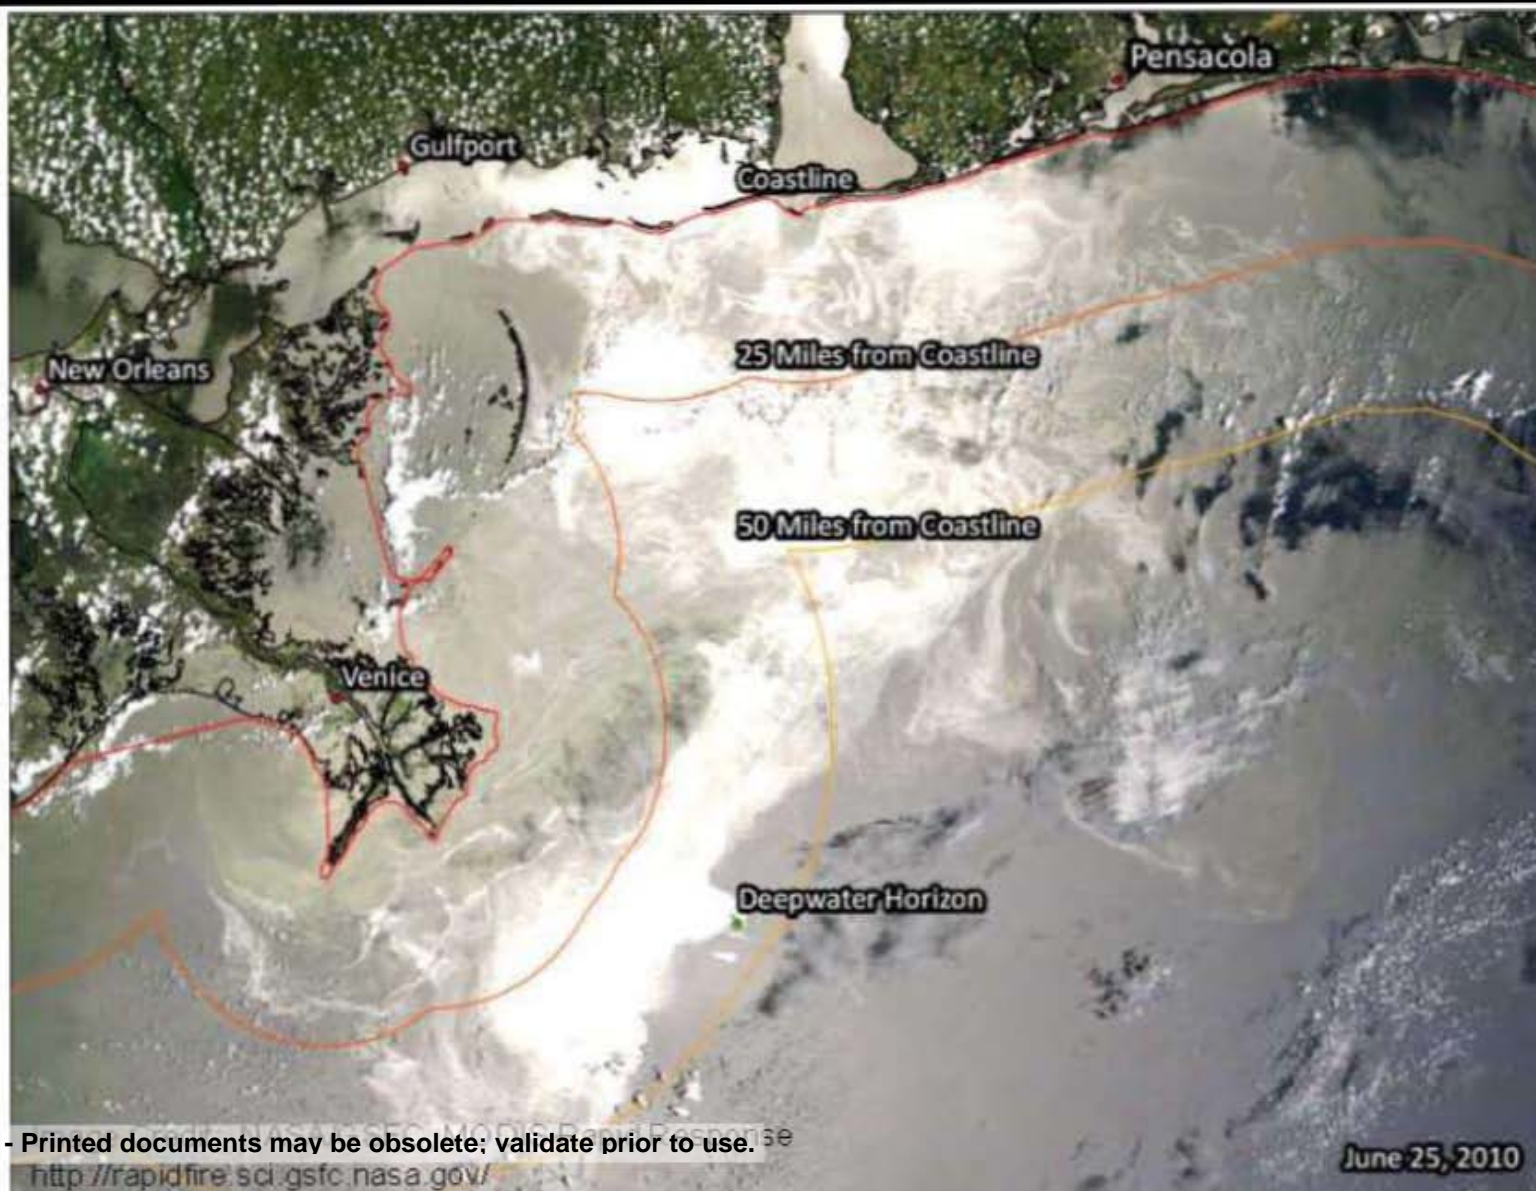 Pensacola
Gulfport
Coastline
25 Miles from Coastline
New Orleans
50 Miles from Coastline
Venice
Deepwater Horizon
- Printed documents may be obsolete; validate prior to use.
http://rapidfire.sci.gsfc.nasa.gov/
June 25, 2010